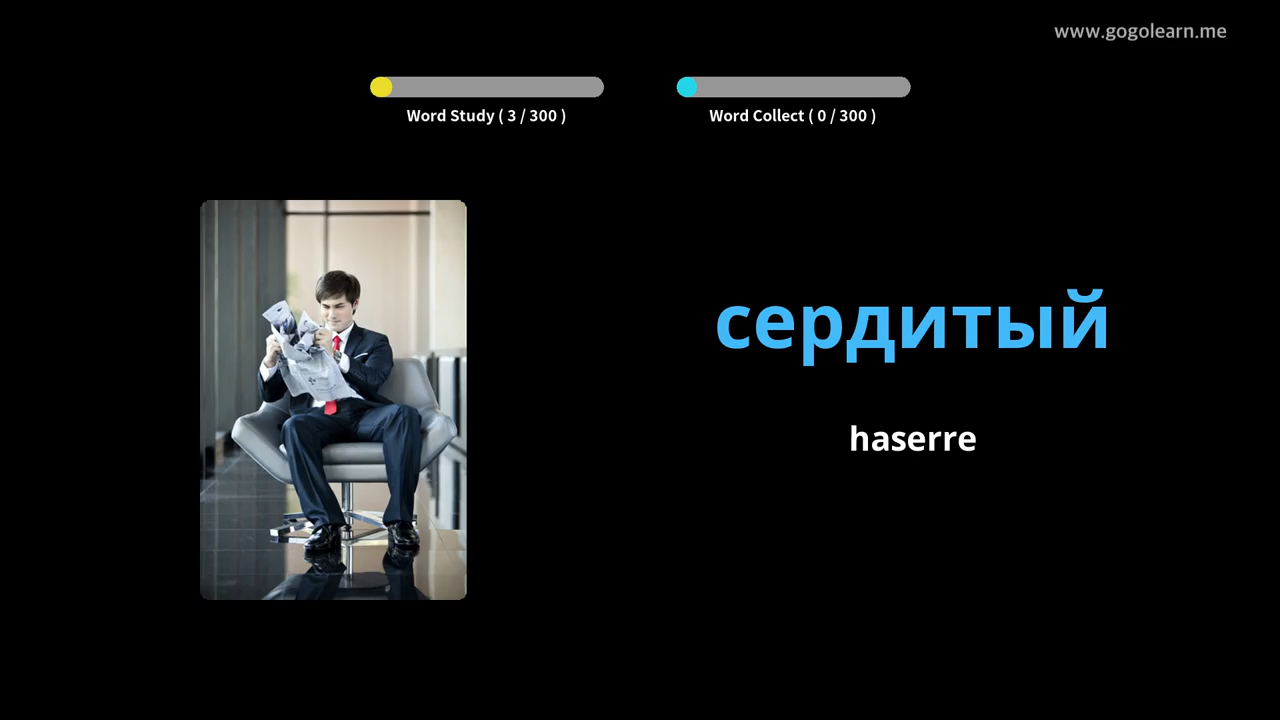 www.gogolearn.me
Word Study ( 3 / 300 )
Word Collect ( 0 / 300 )
сердитый
haserre